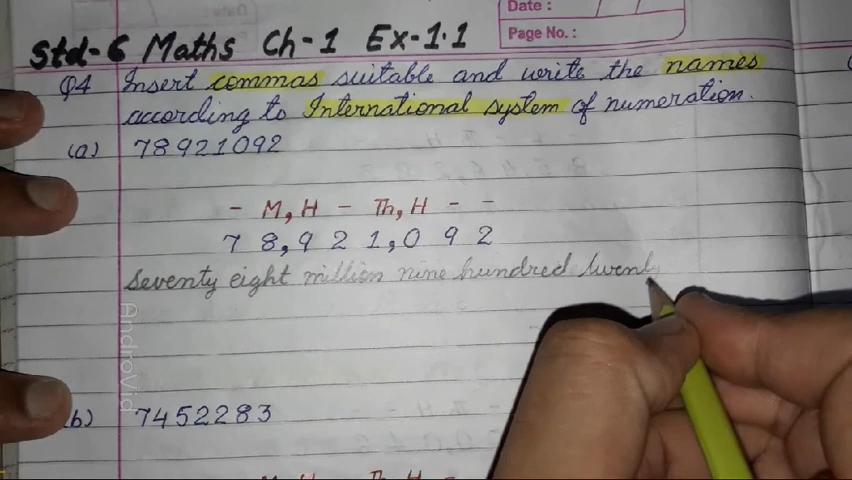 Date :
Page No. :
Std-6 Maths Ch-1 Ex-1.1
Q4 Insert commas suitable and write the names
according to International system of numeration.
(a) 78921092
- M, H - Th, H - -
7 8, 9 2 1, 0 9 2
seventy eight million nine hundred twenty
AndroVid
(b) 7452283
M H Th H -